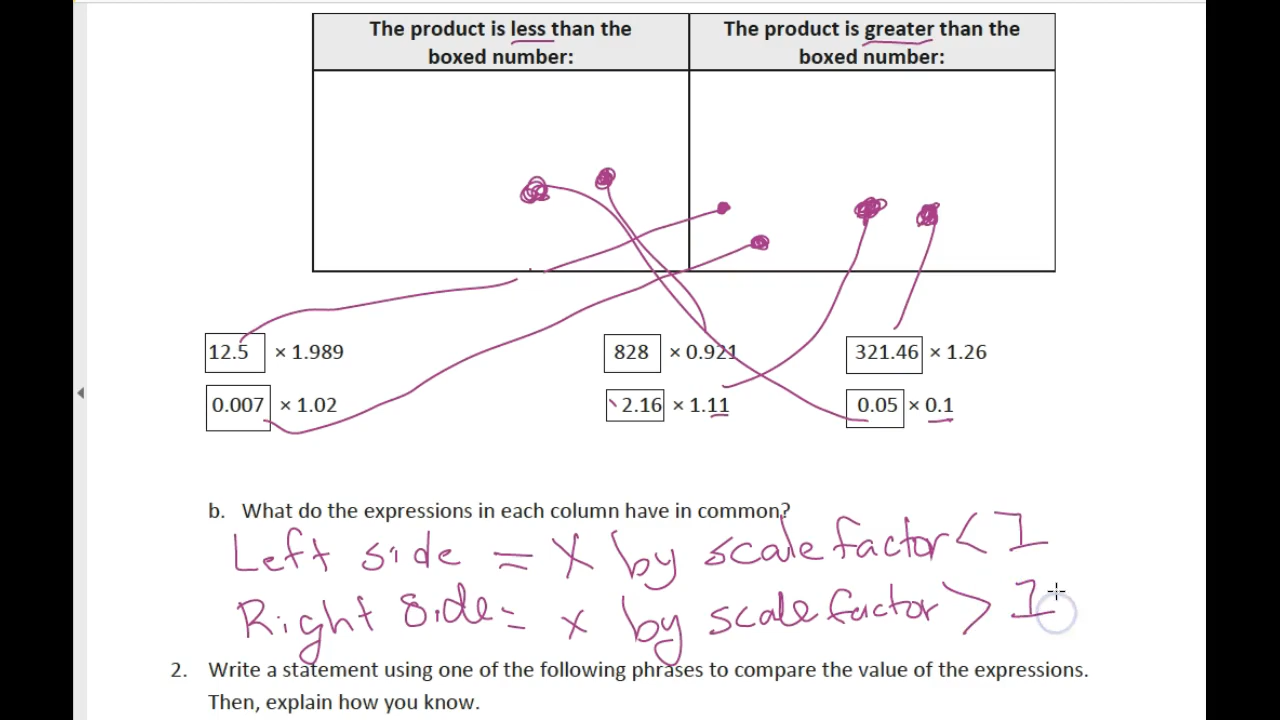 The product is less than the
boxed number:
The product is greater than the
boxed number:
12.5 × 1.989
828 × 0.921
321.46 × 1.26
0.007 × 1.02
2.16 × 1.11
0.05 × 0.1
b. What do the expressions in each column have in common?
Left side = x by scale factor < 1
Right side = x by scale factor > 1
2. Write a statement using one of the following phrases to compare the value of the expressions.
Then, explain how you know.